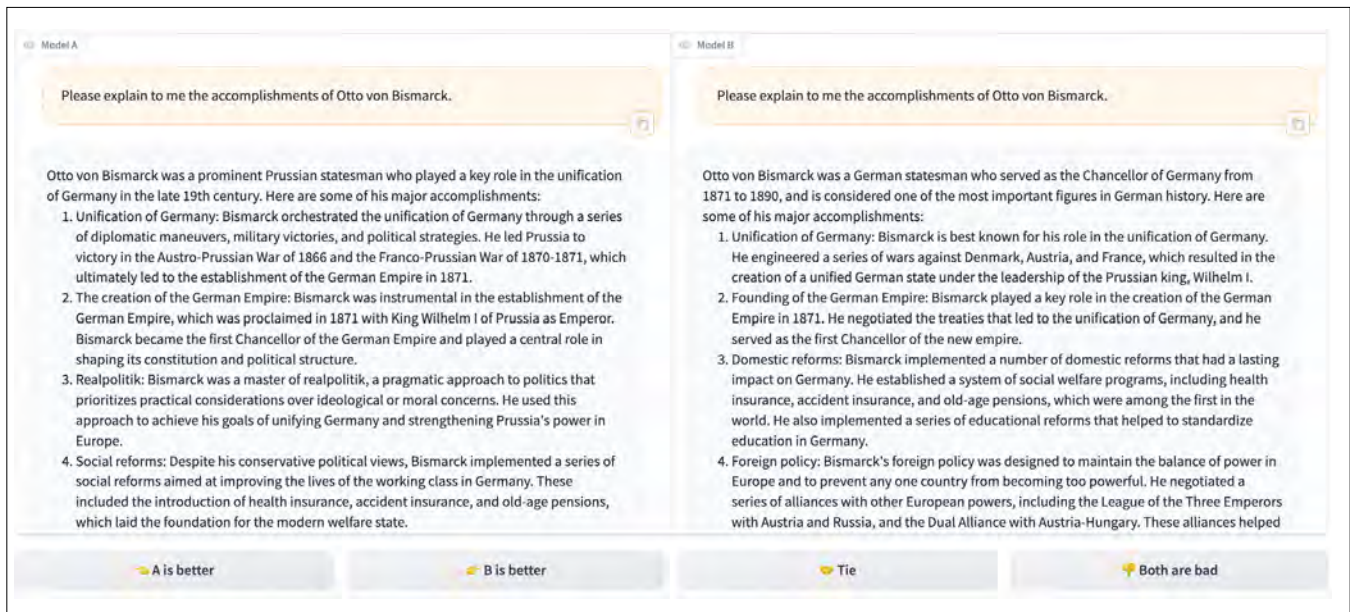 Model A
Please explain to me the accomplishments of Otto von Bismarck.
Otto von Bismarck was a prominent Prussian statesman who played a key role in the unification
of Germany in the late 19th century. Here are some of his major accomplishments:
1. Unification of Germany: Bismarck orchestrated the unification of Germany through a series
of diplomatic maneuvers, military victories, and political strategies. He led Prussia to
victory in the Austro-Prussian War of 1866 and the Franco-Prussian War of 1870-1871, which
ultimately led to the establishment of the German Empire in 1871.
2. The creation of the German Empire: Bismarck was instrumental in the establishment of the
German Empire, which was proclaimed in 1871 with King Wilhelm I of Prussia as Emperor.
Bismarck became the first Chancellor of the German Empire and played a central role in
shaping its constitution and political structure.
3. Realpolitik: Bismarck was a master of realpolitik, a pragmatic approach to politics that
prioritizes practical considerations over ideological or moral concerns. He used this
approach to achieve his goals of unifying Germany and strengthening Prussia's power in
Europe.
4. Social reforms: Despite his conservative political views, Bismarck implemented a series of
social reforms aimed at improving the lives of the working class in Germany. These
included the introduction of health insurance, accident insurance, and old-age pensions,
which laid the foundation for the modern welfare state.
Model B
Please explain to me the accomplishments of Otto von Bismarck.
Otto von Bismarck was a German statesman who served as the Chancellor of Germany from
1871 to 1890, and is considered one of the most important figures in German history. Here are
some of his major accomplishments:
1. Unification of Germany: Bismarck is best known for his role in the unification of Germany.
He engineered a series of wars against Denmark, Austria, and France, which resulted in the
creation of a unified German state under the leadership of the Prussian king, Wilhelm I.
2. Founding of the German Empire: Bismarck played a key role in the creation of the German
Empire in 1871. He negotiated the treaties that led to the unification of Germany, and he
served as the first Chancellor of the new empire.
3. Domestic reforms: Bismarck implemented a number of domestic reforms that had a lasting
impact on Germany. He established a system of social welfare programs, including health
insurance, accident insurance, and old-age pensions, which were among the first in the
world. He also implemented a series of educational reforms that helped to standardize
education in Germany.
4. Foreign policy: Bismarck's foreign policy was designed to maintain the balance of power in
Europe and to prevent any one country from becoming too powerful. He negotiated a
series of alliances with other European powers, including the League of the Three Emperors
with Austria and Russia, and the Dual Alliance with Austria-Hungary. These alliances helped
A is better
B is better
Tie
Both are bad